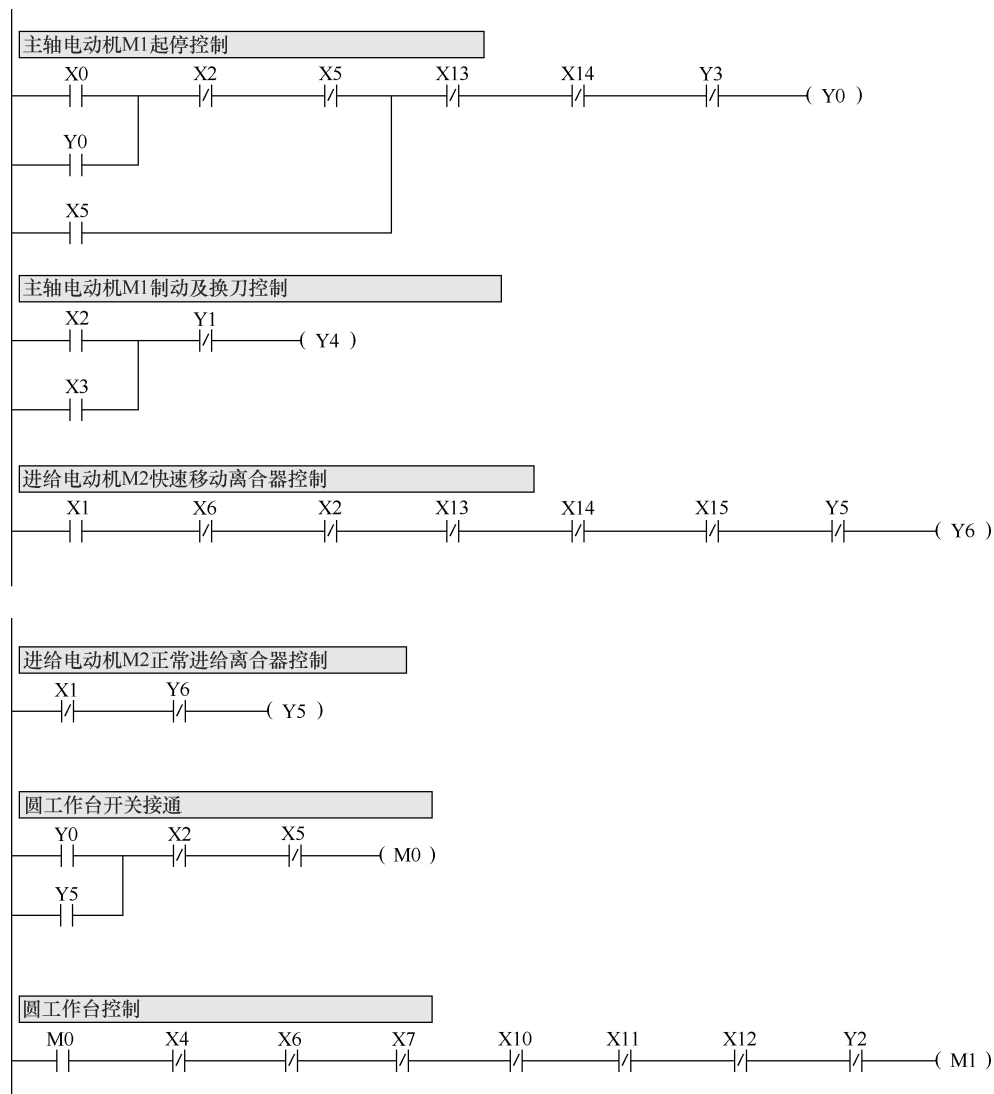 主轴电动机M1起停控制
X0 X2 X5 X13 X14 Y3
( Y0 )
Y0
X5
主轴电动机M1制动及换刀控制
X2 Y1
( Y4 )
X3
进给电动机M2快速移动离合器控制
X1 X6 X2 X13 X14 X15 Y5
( Y6 )
进给电动机M2正常进给离合器控制
X1 Y6
( Y5 )
圆工作台开关接通
Y0 X2 X5
( M0 )
Y5
圆工作台控制
M0 X4 X6 X7 X10 X11 X12 Y2
( M1 )